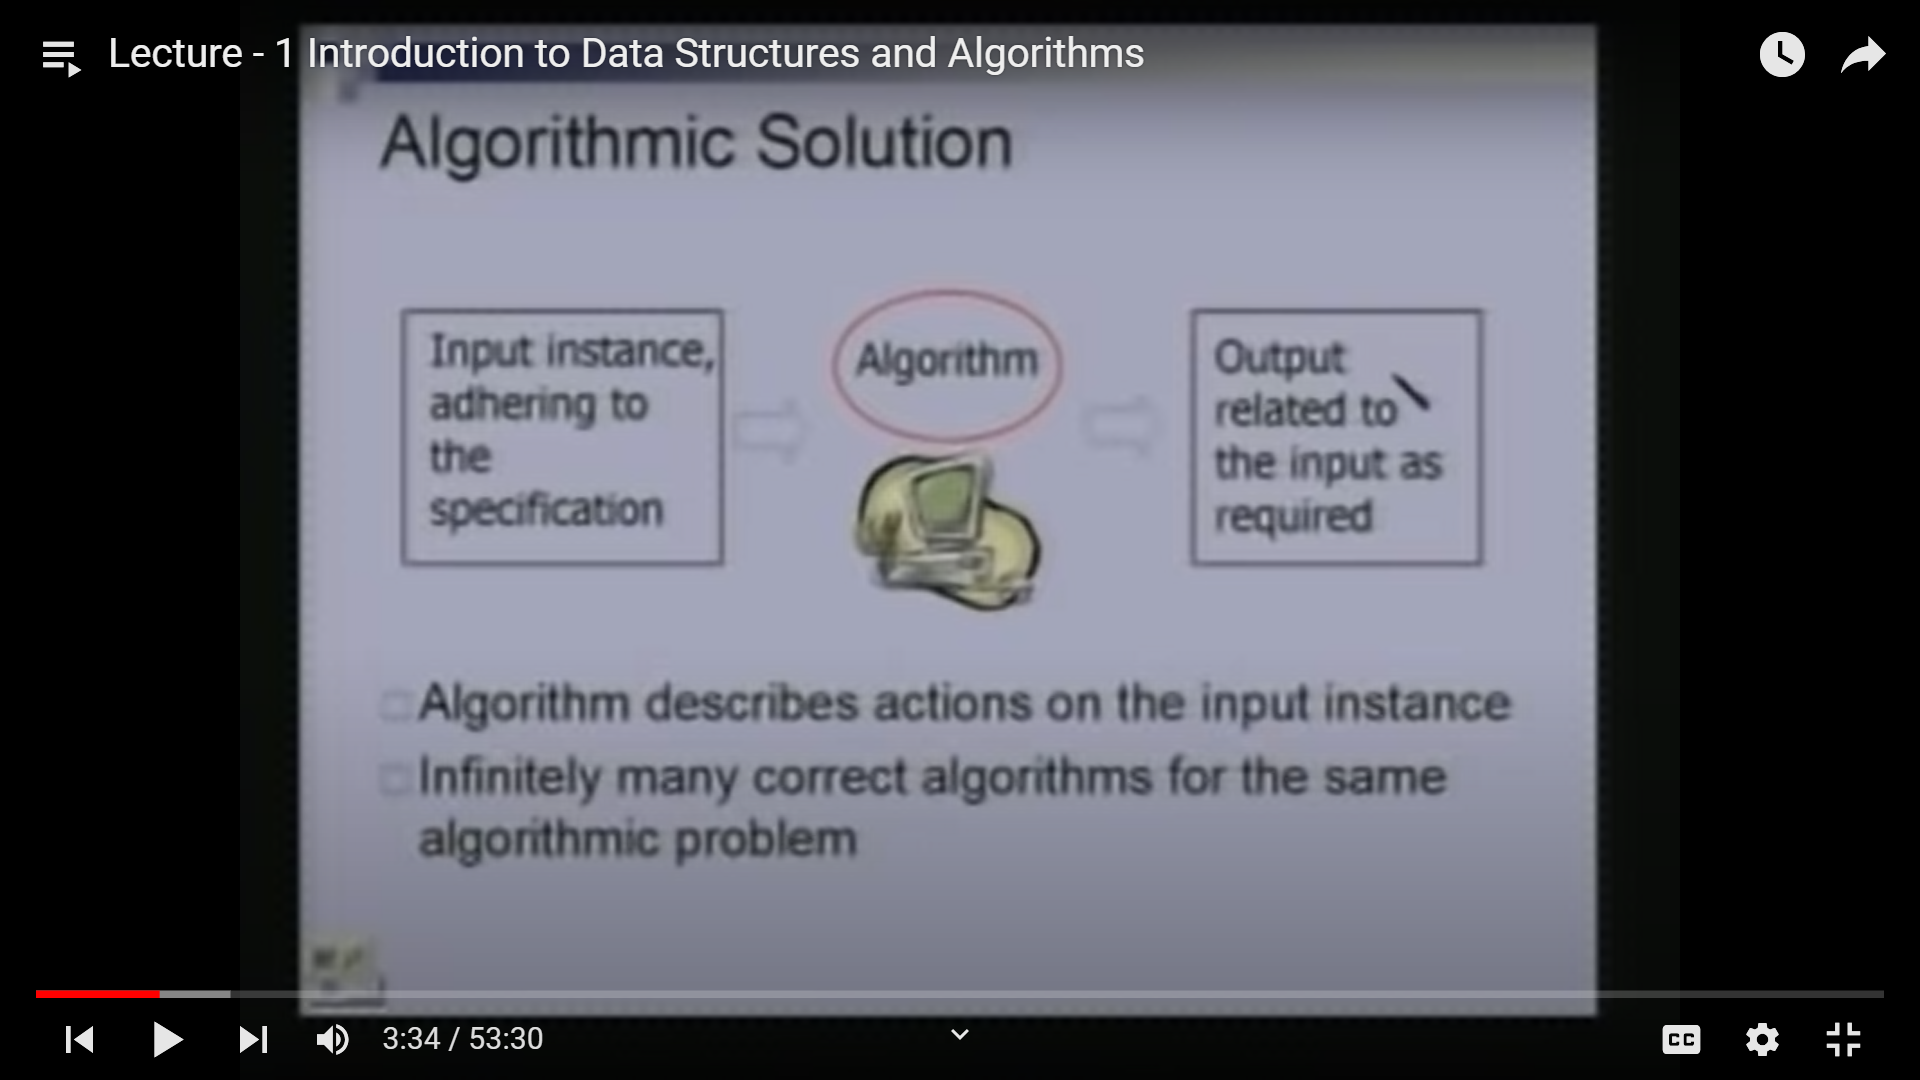 Lecture - 1 Introduction to Data Structures and Algorithms
Algorithmic Solution
Input instance,
adhering to
the
specification
Algorithm
Output
related to
the input as
required
Algorithm describes actions on the input instance
Infinitely many correct algorithms for the same
algorithmic problem
3:34 / 53:30
CC